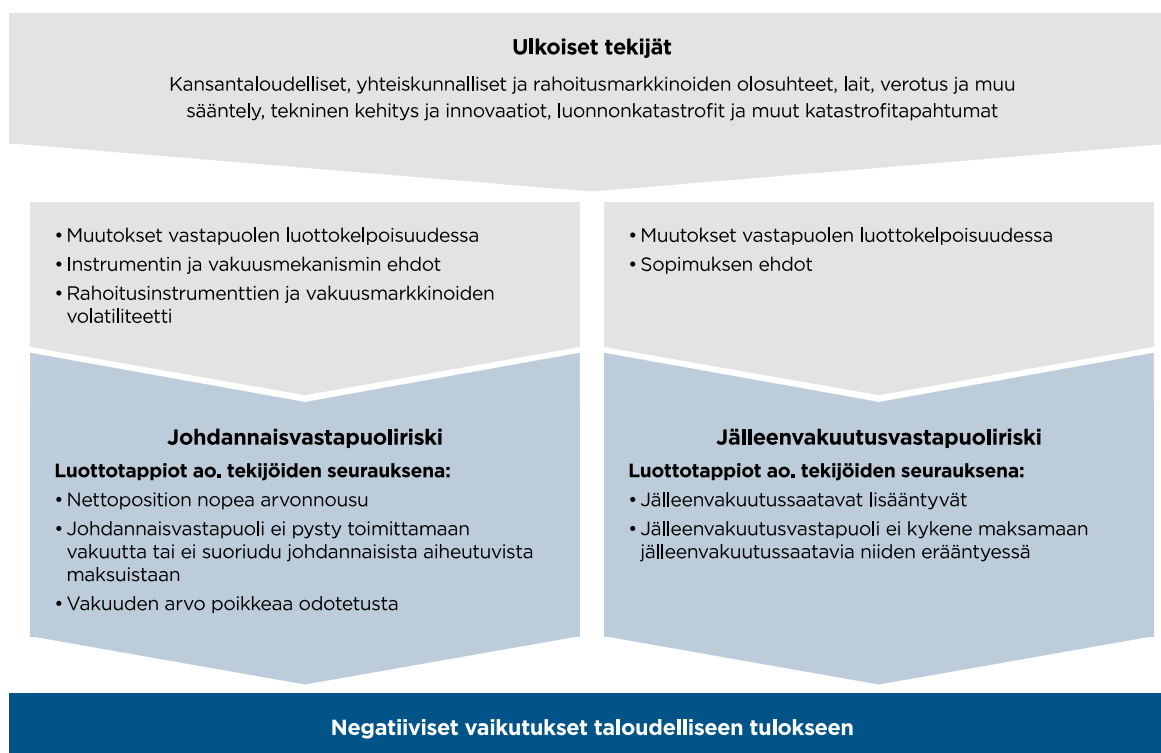 Ulkoiset tekijät
Kansantaloudelliset, yhteiskunnalliset ja rahoitusmarkkinoiden olosuhteet, lait, verotus ja muu
sääntely, tekninen kehitys ja innovaatiot, luonnonkatastrofit ja muut katastrofitapahtumat
• Muutokset vastapuolen luottokelpoisuudessa
• Instrumentin ja vakuusmekanismin ehdot
• Rahoitusinstrumenttien ja vakuusmarkkinoiden
volatiliteetti
Johdannaisvastapuoliriski
Luottotappiot ao. tekijöiden seurauksena:
• Nettoposition nopea arvonnousu
• Johdannaisvastapuoli ei pysty toimittamaan
vakuutta tai ei suoriudu johdannaisista aiheutuvista
maksuistaan
• Vakuuden arvo poikkeaa odotetusta
• Muutokset vastapuolen luottokelpoisuudessa
• Sopimuksen ehdot
Jälleenvakuutusvastapuoliriski
Luottotappiot ao. tekijöiden seurauksena:
• Jälleenvakuutussaatavat lisääntyvät
• Jälleenvakuutusvastapuoli ei kykene maksamaan
jälleenvakuutussaatavia niiden erääntyessä
Negatiiviset vaikutukset taloudelliseen tulokseen